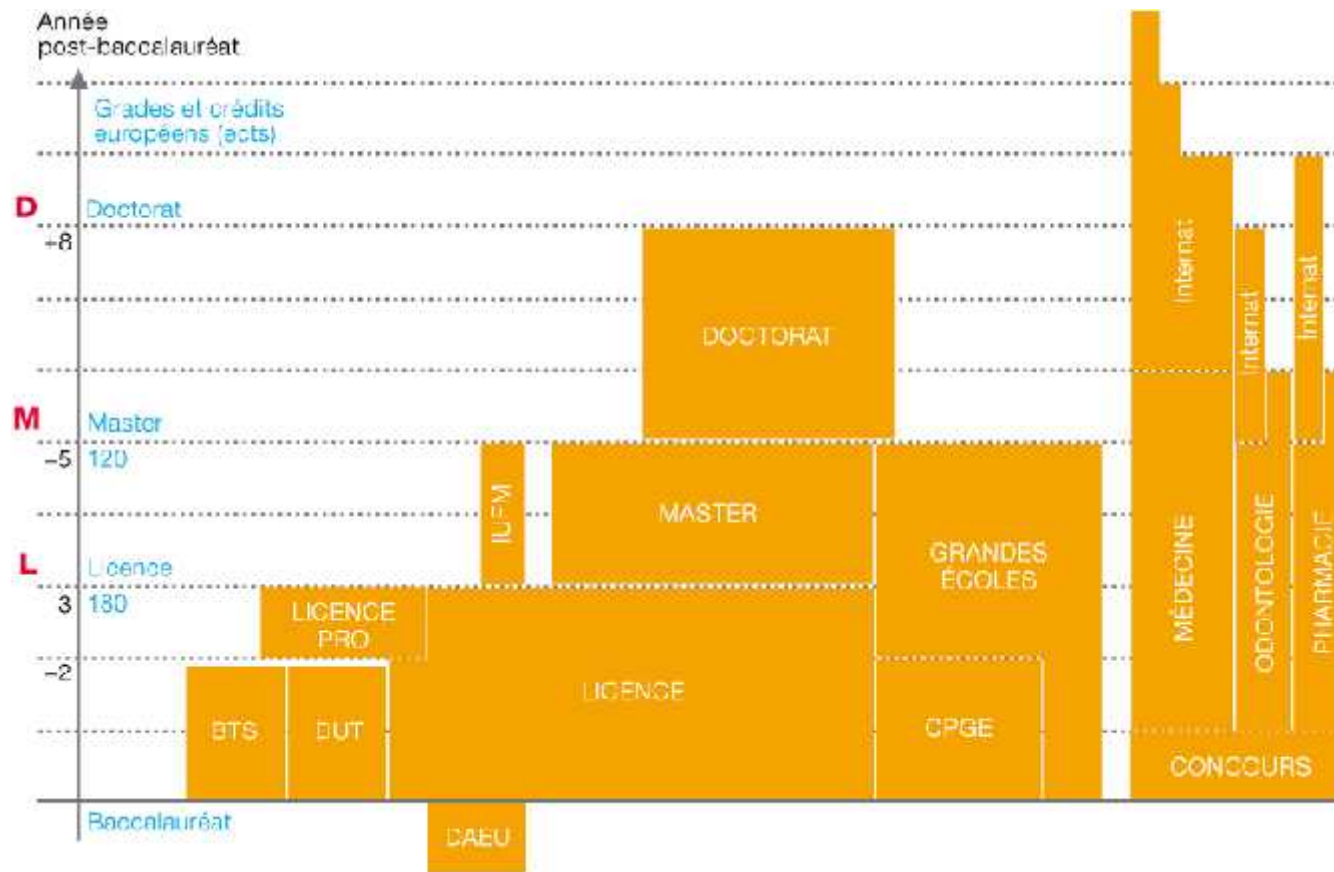 Année
post-baccalauréat
Grades et crédits
européens (ects)
D
Doctorat
+8
Internat
Internat
Internat
DOCTORAT
M
Master
+5
120
IUFM
MASTER
GRANDES
ÉCOLES
L
Licence
3
180
LICENCE
PRO
MÉDECINE
ODONTOLOGIE
PHARMACIE
+2
LICENCE
BTS
DUT
CPGE
CONCOURS
Baccalauréat
DAEU